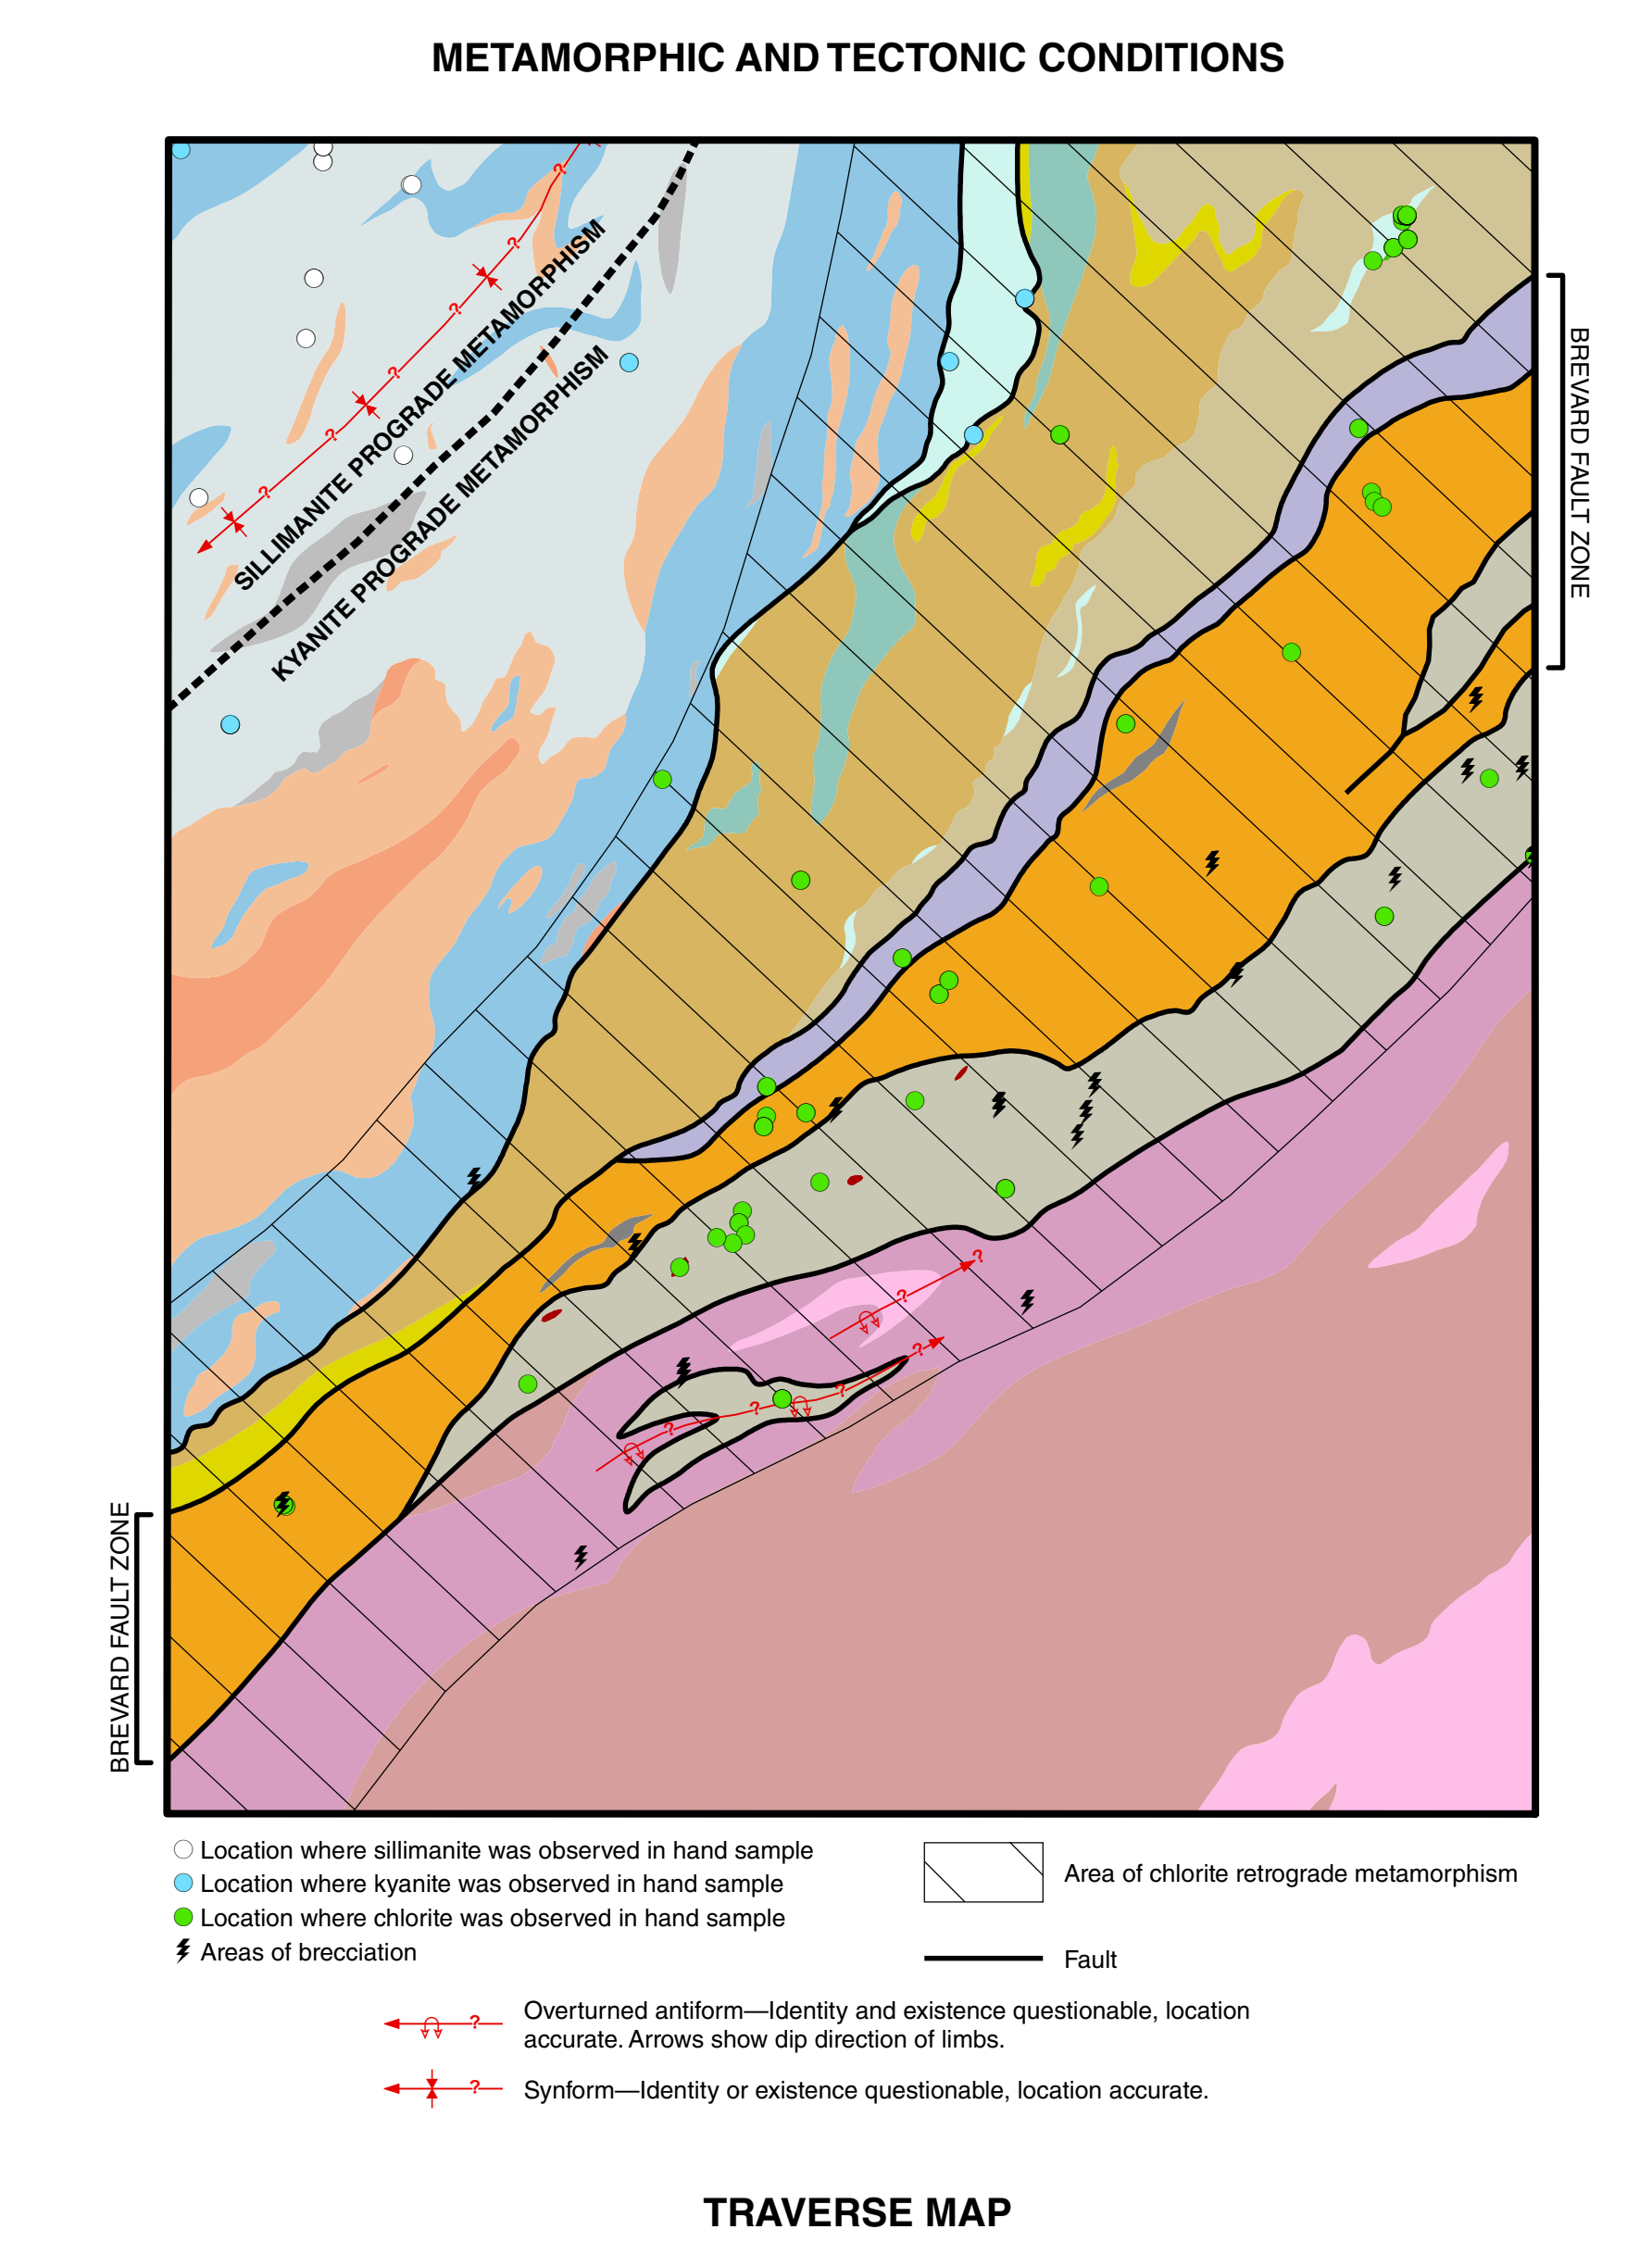 METAMORPHIC AND TECTONIC CONDITIONS
SILLIMANITE PROGRADE METAMORPHISM
KYANITE PROGRADE METAMORPHISM
BREVARD FAULT ZONE
BREVARD FAULT ZONE
? ? ? ? ? ?
? ?
? ? ? ?
Location where sillimanite was observed in hand sample
Location where kyanite was observed in hand sample
Location where chlorite was observed in hand sample
Areas of brecciation
Area of chlorite retrograde metamorphism
Fault
?
Overturned antiform—Identity and existence questionable, location
accurate. Arrows show dip direction of limbs.
?
Synform—Identity or existence questionable, location accurate.
TRAVERSE MAP